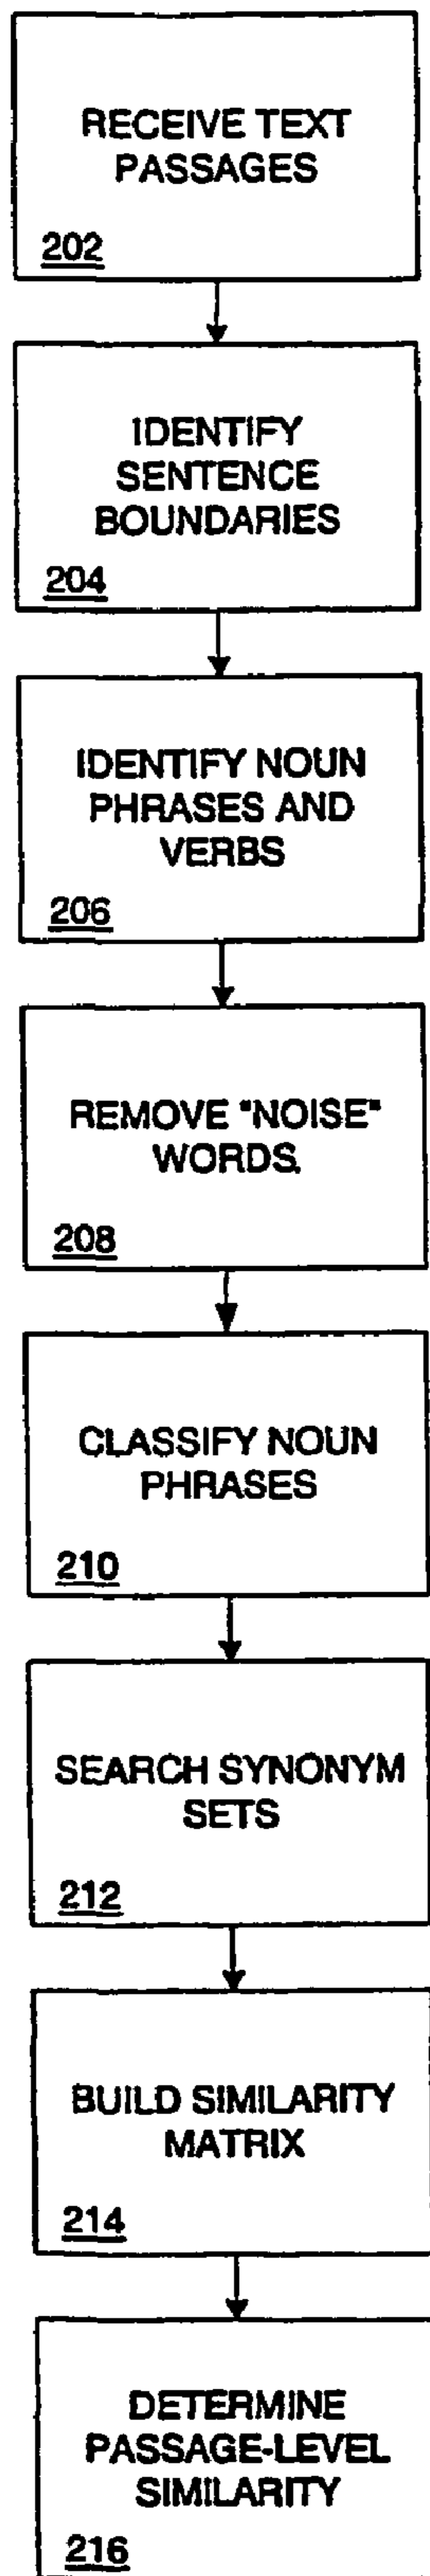 RECEIVE TEXT
PASSAGES
202
IDENTIFY
SENTENCE
BOUNDARIES
204
IDENTIFY NOUN
PHRASES AND
VERBS
206
REMOVE "NOISE"
WORDS.
208
CLASSIFY NOUN
PHRASES
210
SEARCH SYNONYM
SETS
212
BUILD SIMILARITY
MATRIX
214
DETERMINE
PASSAGE-LEVEL
SIMILARITY
216